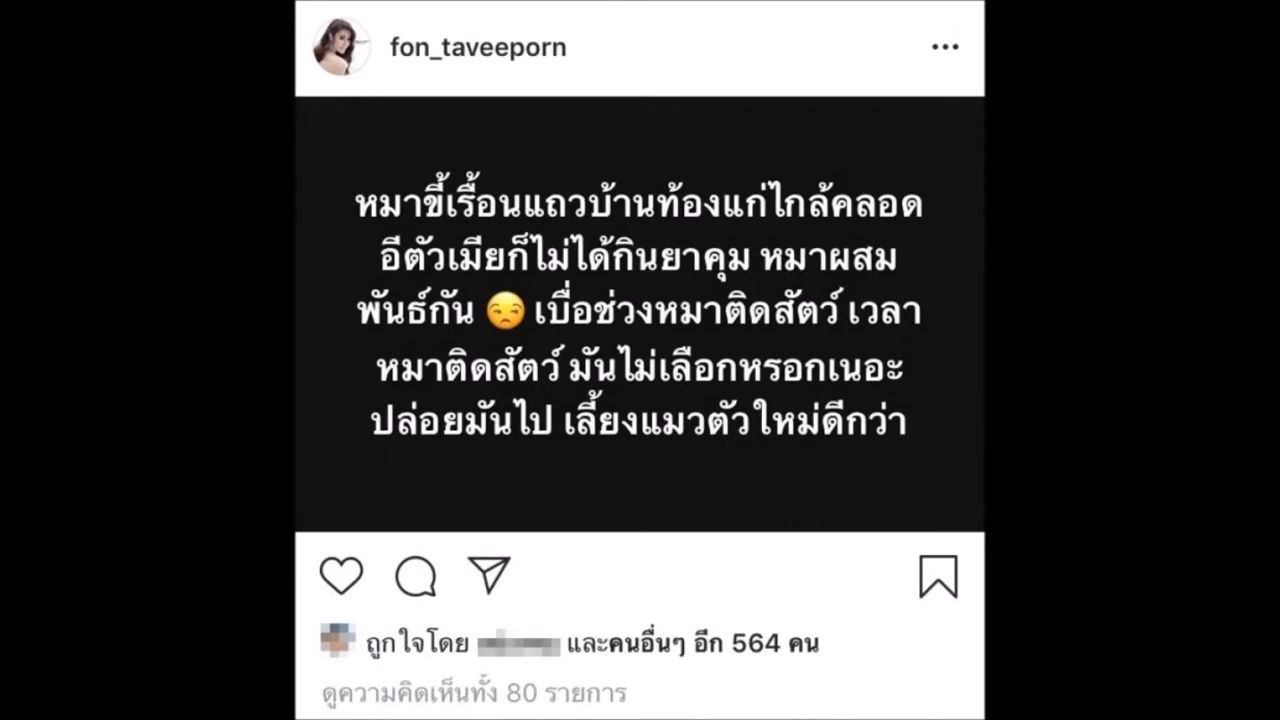 fon_taveeporn
หมาขี้เรื้อนแถวบ้านท้องแก่ใกล้คลอด
อีตัวเมียก็ไม่ได้กินยาคุม หมาผสม
พันธ์กัน 😒 เบื่อช่วงหมาติดสัตว์ เวลา
หมาติดสัตว์ มันไม่เลือกหรอกเนอะ
ปล่อยมันไป เลี้ยงแมวตัวใหม่ดีกว่า
ถูกใจโดย และคนอื่นๆ อีก 564 คน
ดูความคิดเห็นทั้ง 80 รายการ